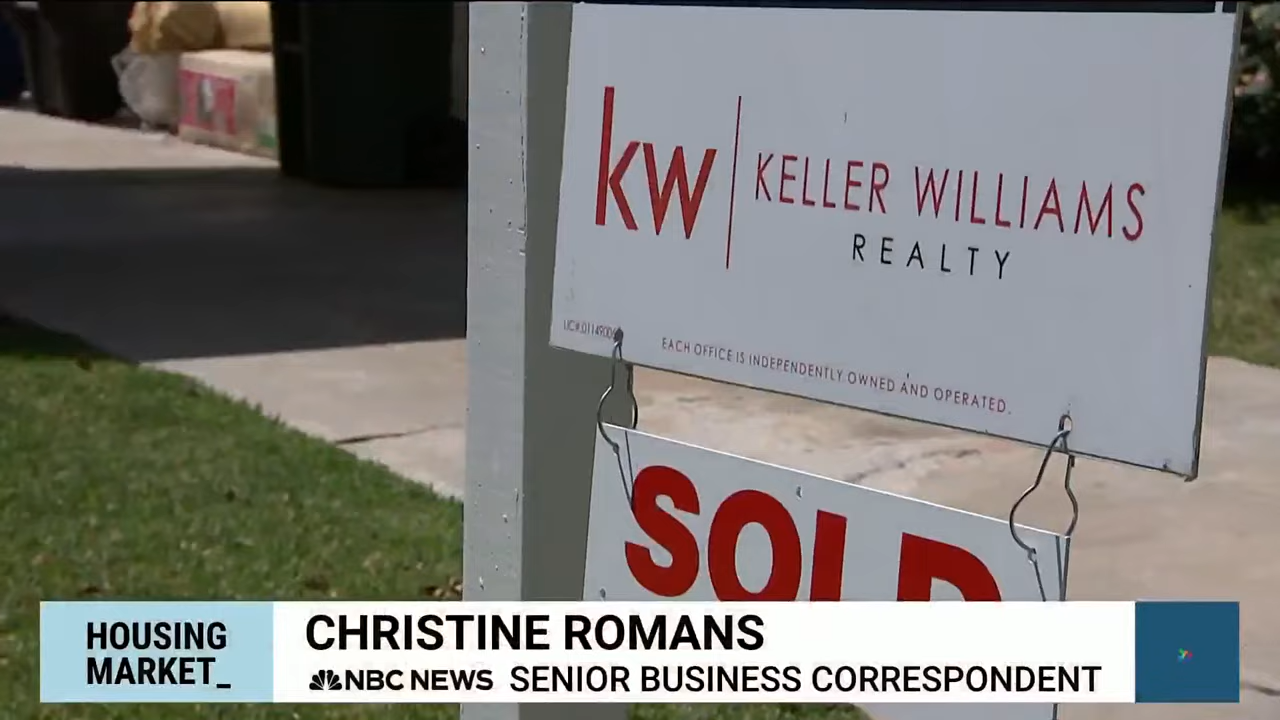 kw
KELLER WILLIAMS
REALTY
EACH OFFICE IS INDEPENDENTLY OWNED AND OPERATED.
SOLD
HOUSING
MARKET_
CHRISTINE ROMANS
NBC NEWS SENIOR BUSINESS CORRESPONDENT